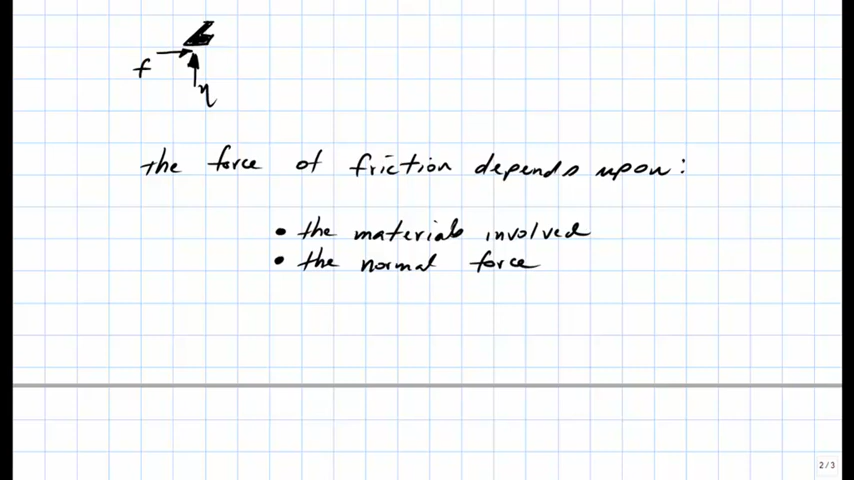 f
η
the force of friction depends upon:
• the materials involved
• the normal force
2/3